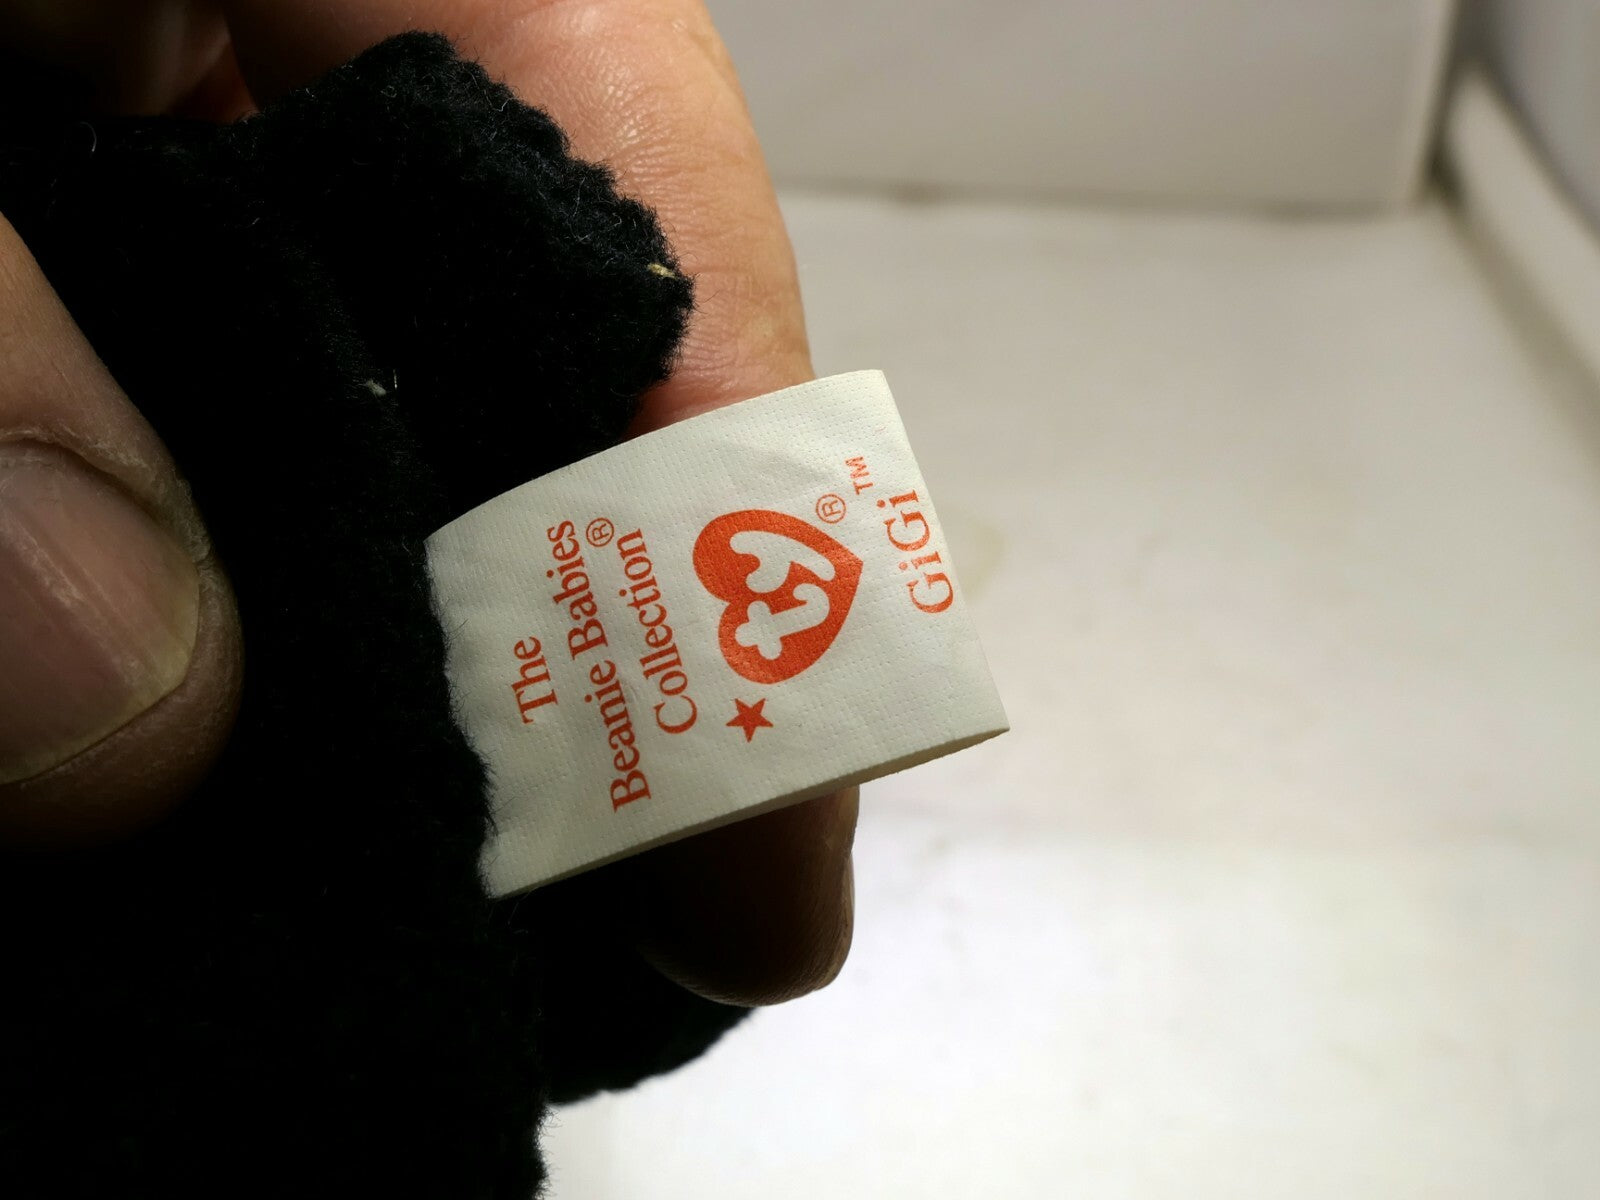 The
Beanie Babies®
Collection
ty®
GiGi™